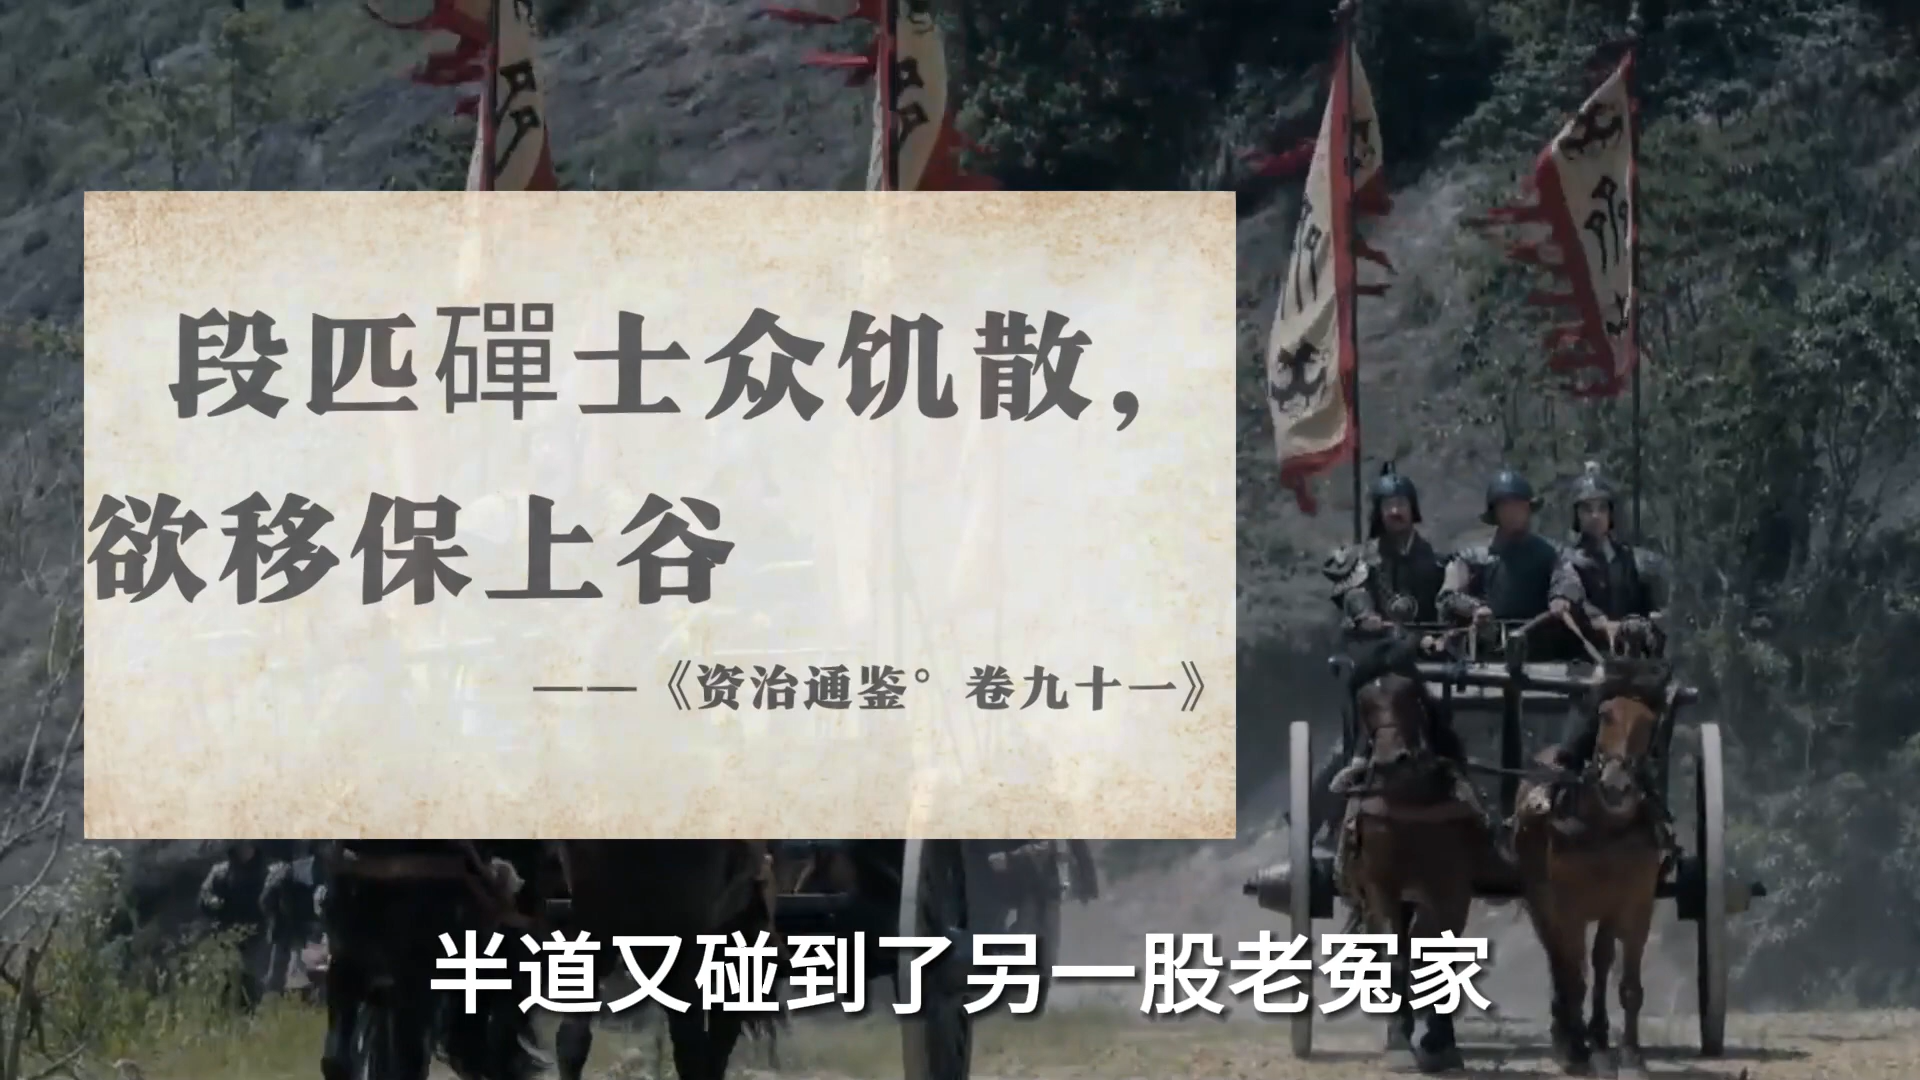 段匹磾士众饥散，
欲移保上谷
——《资治通鉴°卷九十一》
半道又碰到了另一股老冤家